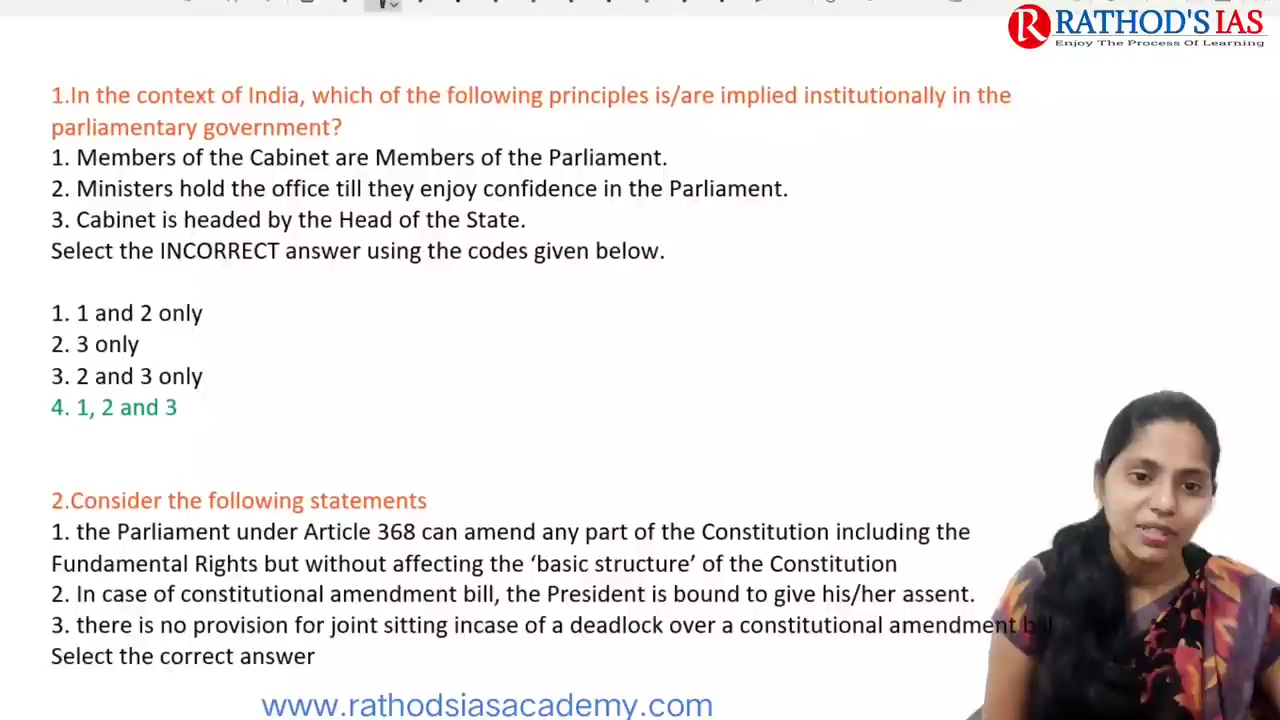 RATHOD'S IAS
Enjoy The Process Of Learning
1.In the context of India, which of the following principles is/are implied institutionally in the
parliamentary government?
1. Members of the Cabinet are Members of the Parliament.
2. Ministers hold the office till they enjoy confidence in the Parliament.
3. Cabinet is headed by the Head of the State.
Select the INCORRECT answer using the codes given below.
1. 1 and 2 only
2. 3 only
3. 2 and 3 only
4. 1, 2 and 3
2.Consider the following statements
1. the Parliament under Article 368 can amend any part of the Constitution including the
Fundamental Rights but without affecting the ‘basic structure’ of the Constitution
2. In case of constitutional amendment bill, the President is bound to give his/her assent.
3. there is no provision for joint sitting incase of a deadlock over a constitutional amendment bill
Select the correct answer
www.rathodsiasacademy.com